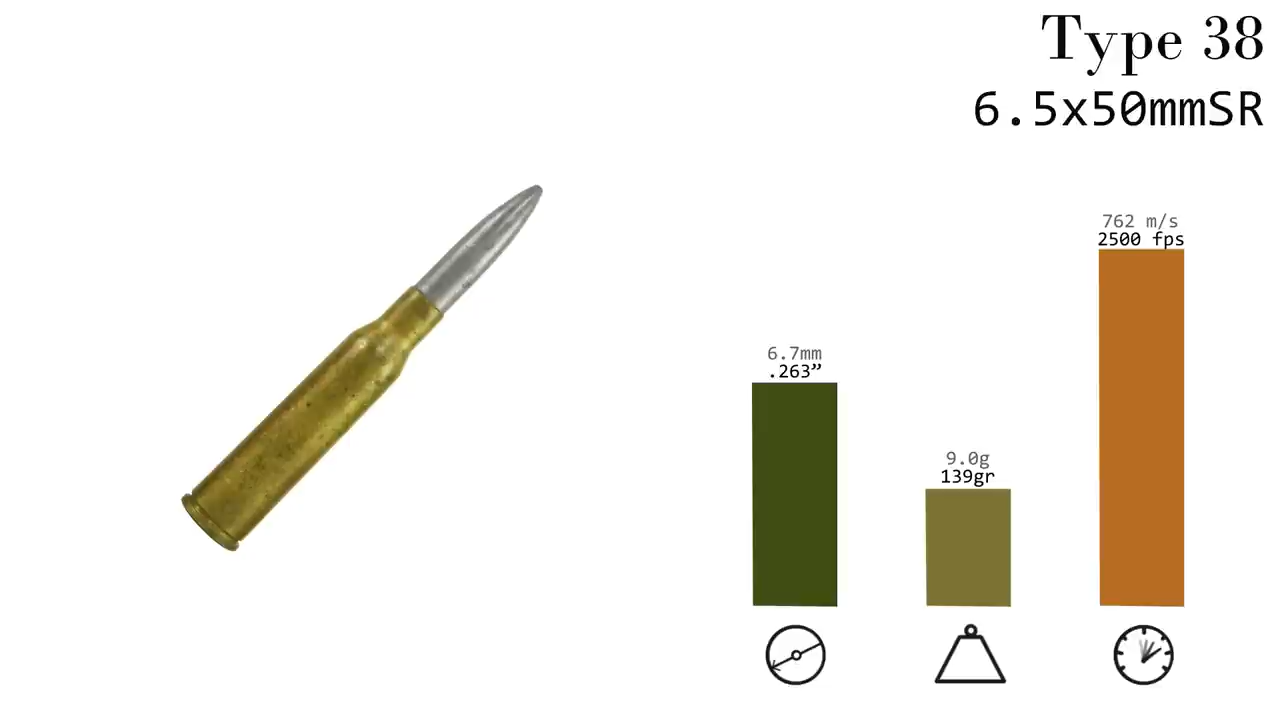 Type 38
6.5x50mmSR
762 m/s
2500 fps
6.7mm
.263”
9.0g
139gr